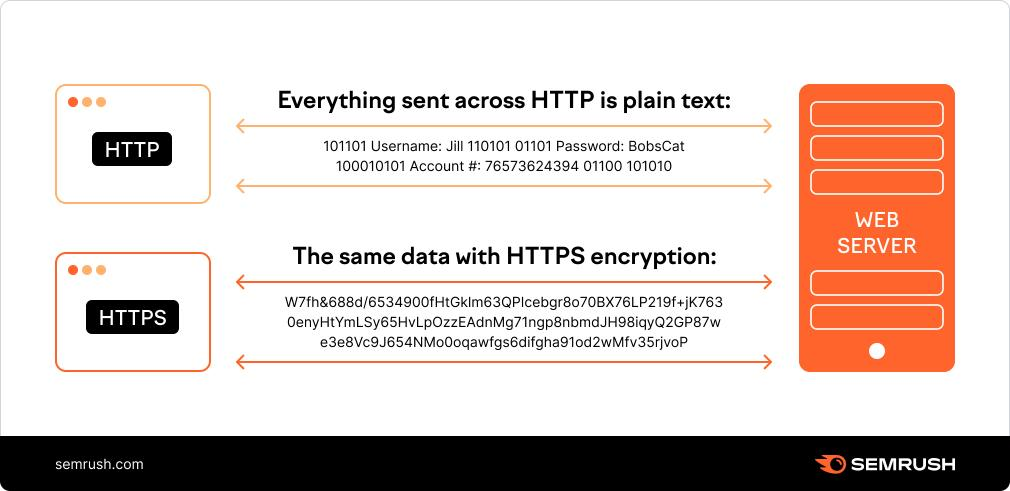 Everything sent across HTTP is plain text:
HTTP
101101 Username: Jill 110101 01101 Password: BobsCat
100010101 Account #: 76573624394 01100 101010
WEB
SERVER
The same data with HTTPS encryption:
HTTPS
W7fh&688d/6534900fHtGklm63QPlcebgr8o70BX76LP219f+jK763
0enyHtYmLSy65HvLpOzzEAdnMg71ngp8nbmdJH98iqyQ2GP87w
e3e8Vc9J654NMo0oqawfgs6difgha91od2wMfv35rjvoP
semrush.com
SEMRUSH